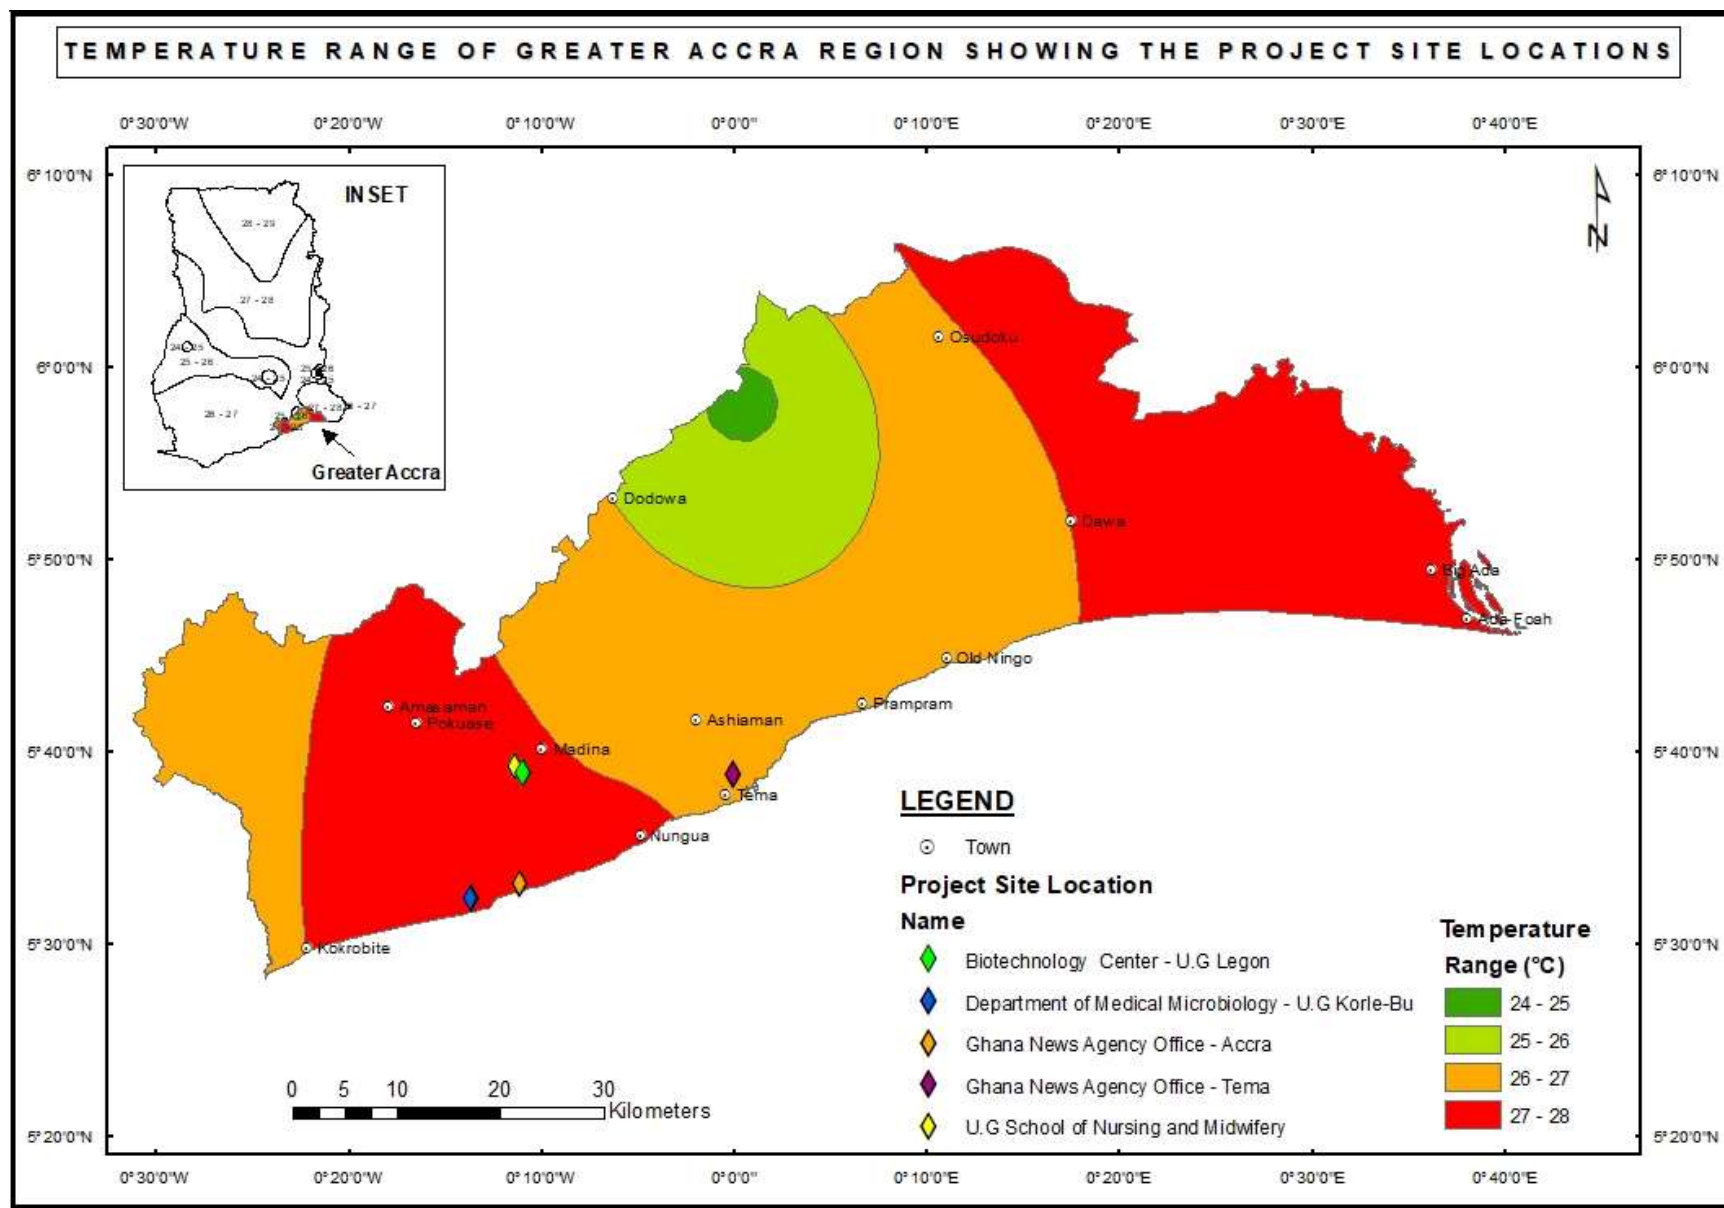 TEMPERATURE RANGE OF GREATER ACCRA REGION SHOWING THE PROJECT SITE LOCATIONS
0°30'0"W 0°20'0"W 0°10'0"W 0°0'0" 0°10'0"E 0°20'0"E 0°30'0"E 0°40'0"E
6°10'0"N 6°10'0"N
INSET
N
28 - 29
27 - 28
24 - 25
25 - 26
26 - 27
Greater Accra
6°0'0"N 6°0'0"N
Osudoku
Dodowa
Dawa
5°50'0"N 5°50'0"N
Big Ada
Ada-Foah
Old Ningo
Amasaman
Pokuase
Prampram
Ashiaman
5°40'0"N 5°40'0"N
Madina
Tema
Nungua
Kokrobite
5°30'0"N 5°30'0"N
LEGEND
Town
Project Site Location
Name
Biotechnology Center - U.G Legon
Department of Medical Microbiology - U.G Korle-Bu
Ghana News Agency Office - Accra
Ghana News Agency Office - Tema
U.G School of Nursing and Midwifery
Temperature
Range (°C)
24 - 25
25 - 26
26 - 27
27 - 28
0 5 10 20 30
Kilometers
5°20'0"N 5°20'0"N
0°30'0"W 0°20'0"W 0°10'0"W 0°0'0" 0°10'0"E 0°20'0"E 0°30'0"E 0°40'0"E